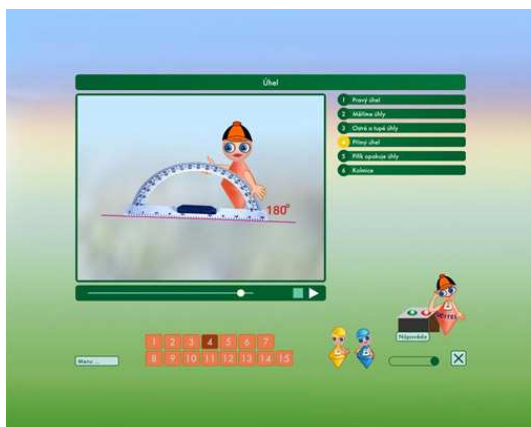 Úhel
1 Pravý úhel
2 Měříme úhly
3 Ostré a tupé úhly
4 Přímý úhel
5 Pifík opakuje úhly
6 Kolmice
180°
1 2 3 4 5 6 7
8 9 10 11 12 13 14 15
Menu ...
Nápověda